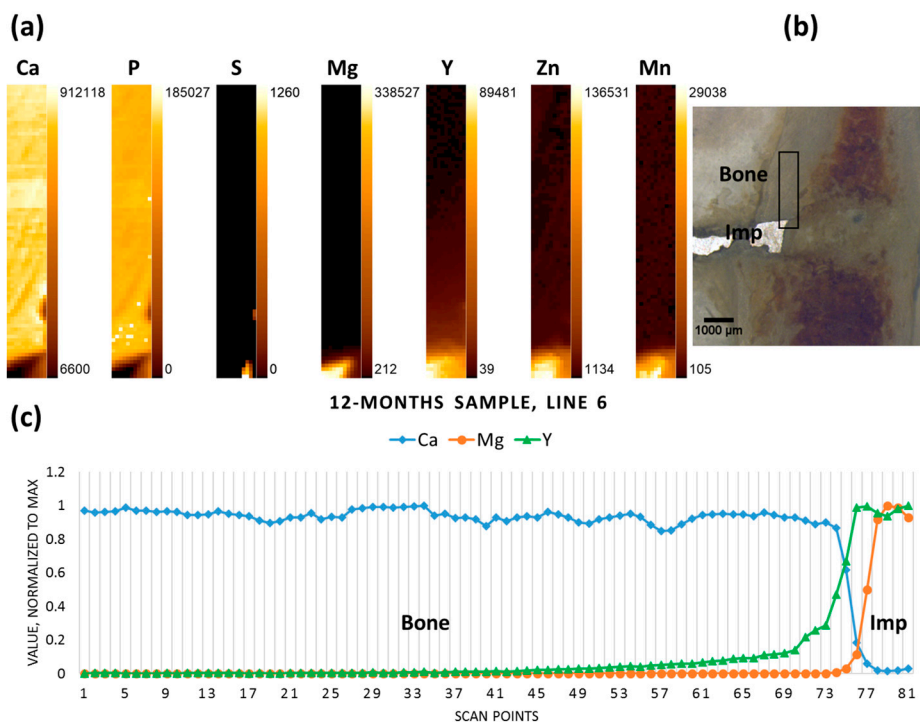 (a)
(b)
Ca P S Mg Y Zn Mn
912118 185027 1260 338527 89481 136531 29038
6600 0 0 212 39 1134 105
Bone
Imp
1000 µm
12-MONTHS SAMPLE, LINE 6
(c)
Ca Mg Y
1.2
1
0.8
0.6
0.4
0.2
0
VALUE, NORMALIZED TO MAX
Bone
Imp
1 5 9 13 17 21 25 29 33 37 41 45 49 53 57 61 65 69 73 77 81
SCAN POINTS